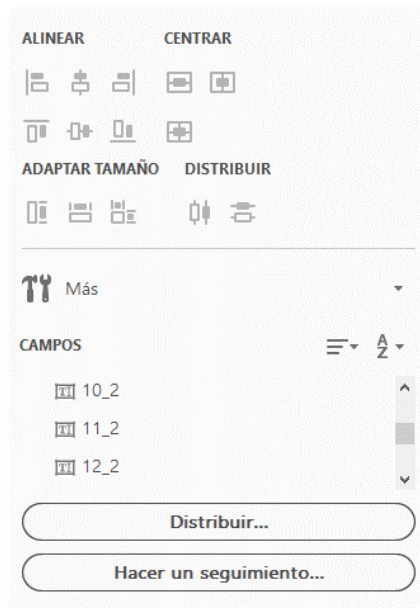 ALINEAR CENTRAR
ADAPTAR TAMAÑO DISTRIBUIR
Más
CAMPOS A Z
10_2
11_2
12_2
Distribuir...
Hacer un seguimiento...